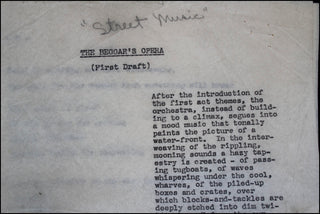 "Street Music"
THE BEGGAR'S OPERA
(First Draft)
After the introduction of
the first act themes, the
orchestra, instead of build-
ing to a climax, segues into
a mood music that tonally
paints the picture of a
water-front. In the inter-
weaving of the rippling,
mooning sounds a hazy tap-
estry is created - of pass-
ing tugboats, of waves
whispering under the cool,
wharves, of the piled-up
boxes and crates, over
which blocks-and-tackles are
deeply etched into dim twi-